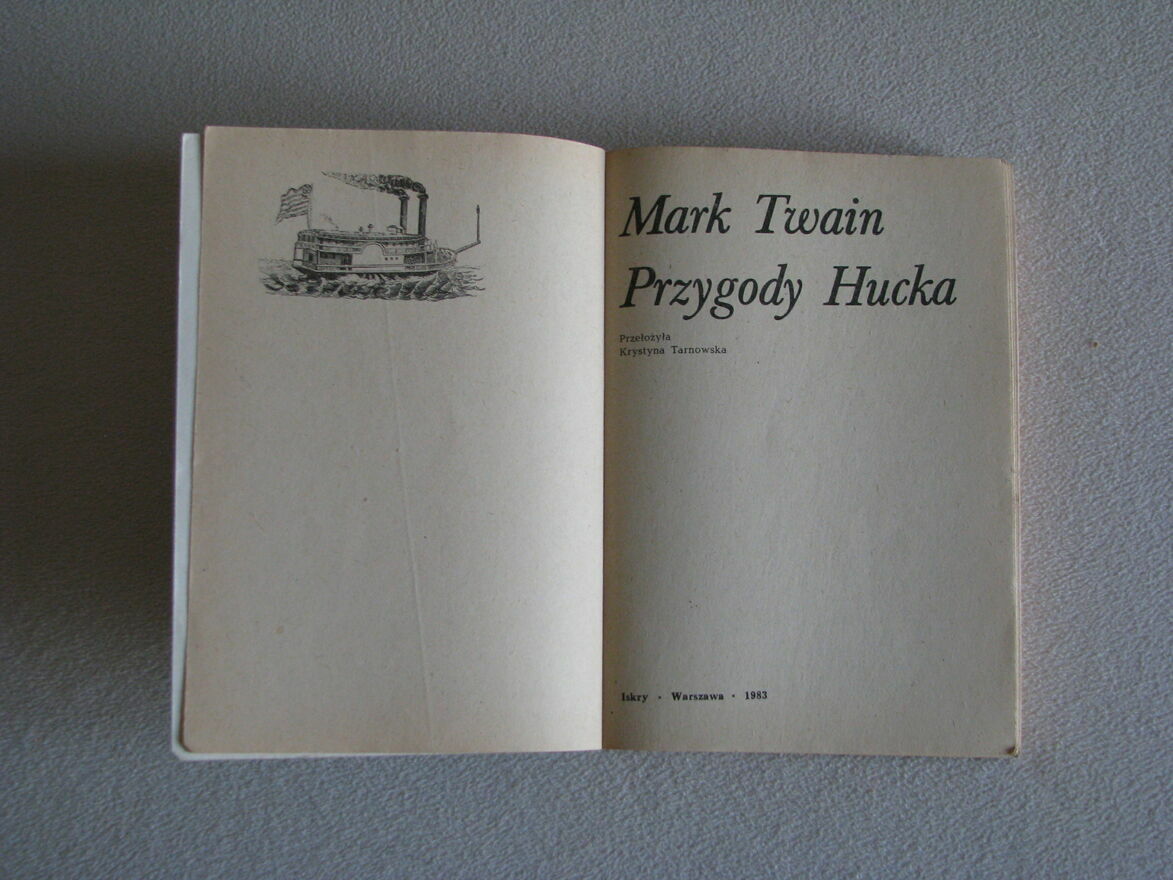 Mark Twain
Przygody Hucka
Przełożyła
Krystyna Tarnowska
Iskry • Warszawa • 1983